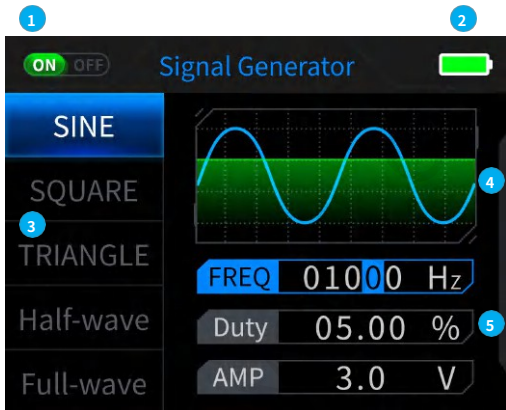 1 2
ON OFF Signal Generator
SINE
SQUARE
3
TRIANGLE
Half-wave
Full-wave
4
FREQ 01000 Hz
Duty 05.00 % 5
AMP 3.0 V